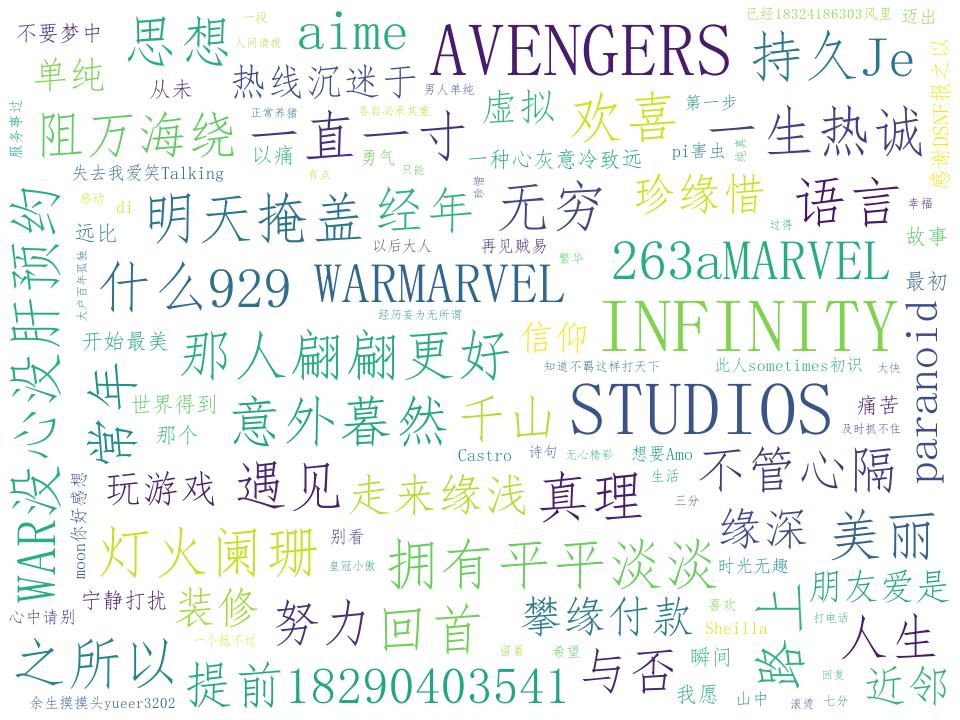 不要梦中
思想
一段
人间请拨
aime
AVENGERS
已经18324186303风里
迈出
持久Je
单纯
从未
热线沉迷于
男人单纯
虚拟
欢喜
第一步
一生热诚
感谢DSNF报之以
服务事过
阻万海绕
正常养猪
一直一寸
各自必承其重
以痛
勇气
只能
一种心灰意冷致远
pi害虫
失去我爱笑Talking
有点
珍缘惜
语言
幸福
感动
di
明天掩盖
经年
无穷
过得
故事
远比
以后大人
再见贼易
繁华
263aMARVEL
什么929
WARMARVEL
最初
经历妄为无所谓
INFINITY
paranoid
WAR没心没肝预约
开始最美
那人翩翩更好
信仰
知道不羁这样打天下
此人sometimes初识
太快
常年
世界得到
那个
意外暮然
千山
STUDIOS
痛苦
及时抓不住
Castro
诗句
无心精彩
想要Amo
不管心隔
moon你好感想
玩游戏
遇见
走来缘浅
真理
生活
三分
缘深
美丽
灯火阑珊
别看
皇冠小傲
拥有平平淡淡
时光无趣
朋友爱是
心中请别
宁静打扰
装修
努力
回首
攀缘付款
喜欢
Sheilla
路上
打电话
人生
一个抵不过
之所以
提前18290403541
留看
希望
与否
瞬间
我愿
山中
回复
滚烫
七分
近邻
余生摸摸头yueer3202